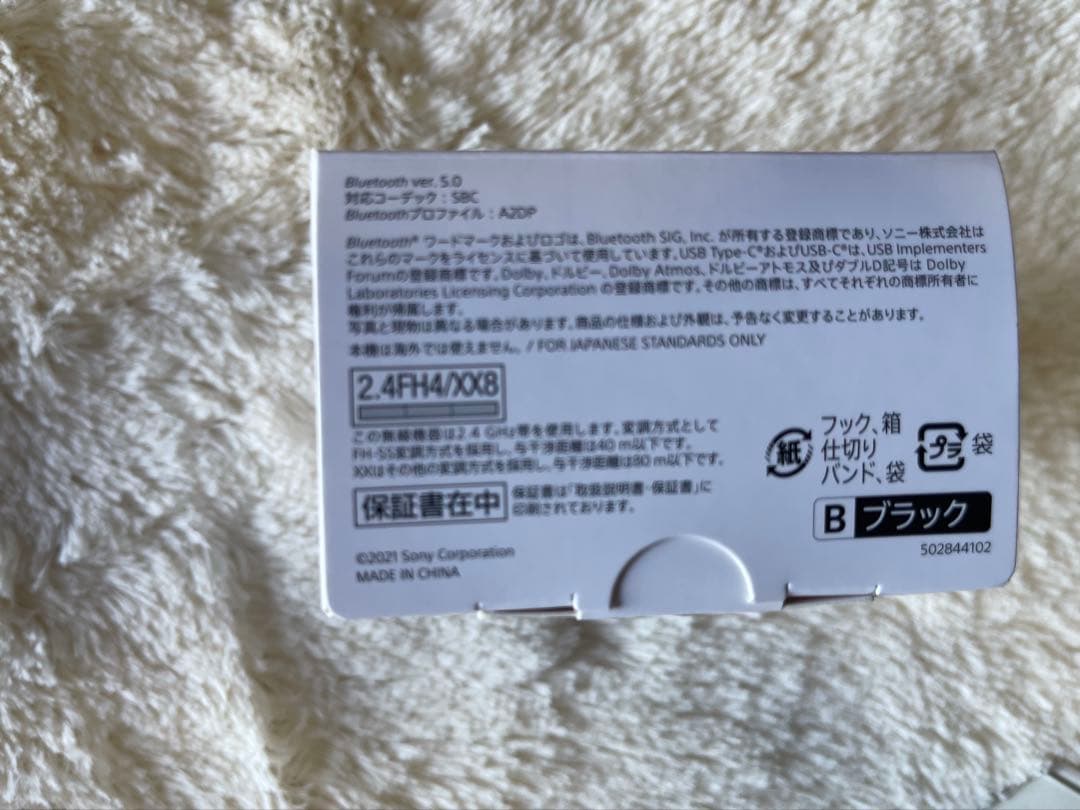 Bluetooth ver. 5.0
対応コーデック：SBC
Bluetoothプロファイル：A2DP
Bluetooth® ワードマークおよびロゴは、Bluetooth SIG, Inc. が所有する登録商標であり、ソニー株式会社は
これらのマークをライセンスに基づいて使用しています。USB Type-C®およびUSB-C®は、USB Implementers
Forumの登録商標です。Dolby、ドルビー、Dolby Atmos、ドルビーアトモス及びダブルD記号は Dolby
Laboratories Licensing Corporation の登録商標です。その他の商標は、すべてそれぞれの商標所有者に
権利が帰属します。
写真と現物は異なる場合があります。商品の仕様および外観は、予告なく変更することがあります。
本機は海外では使えません。/ FOR JAPANESE STANDARDS ONLY
2.4FH4/XX8
この無線機器は2.4 GHz帯を使用します。変調方式として
FH-SS変調方式を採用し、与干渉距離は40 m以下です。
XXはその他の変調方式を採用し、与干渉距離は80 m以下です。
保証書在中
保証書は「取扱説明書・保証書」に
印刷されております。
©2021 Sony Corporation
MADE IN CHINA
紙
フック、箱
仕切り
バンド、袋
プラ
袋
B ブラック
502844102